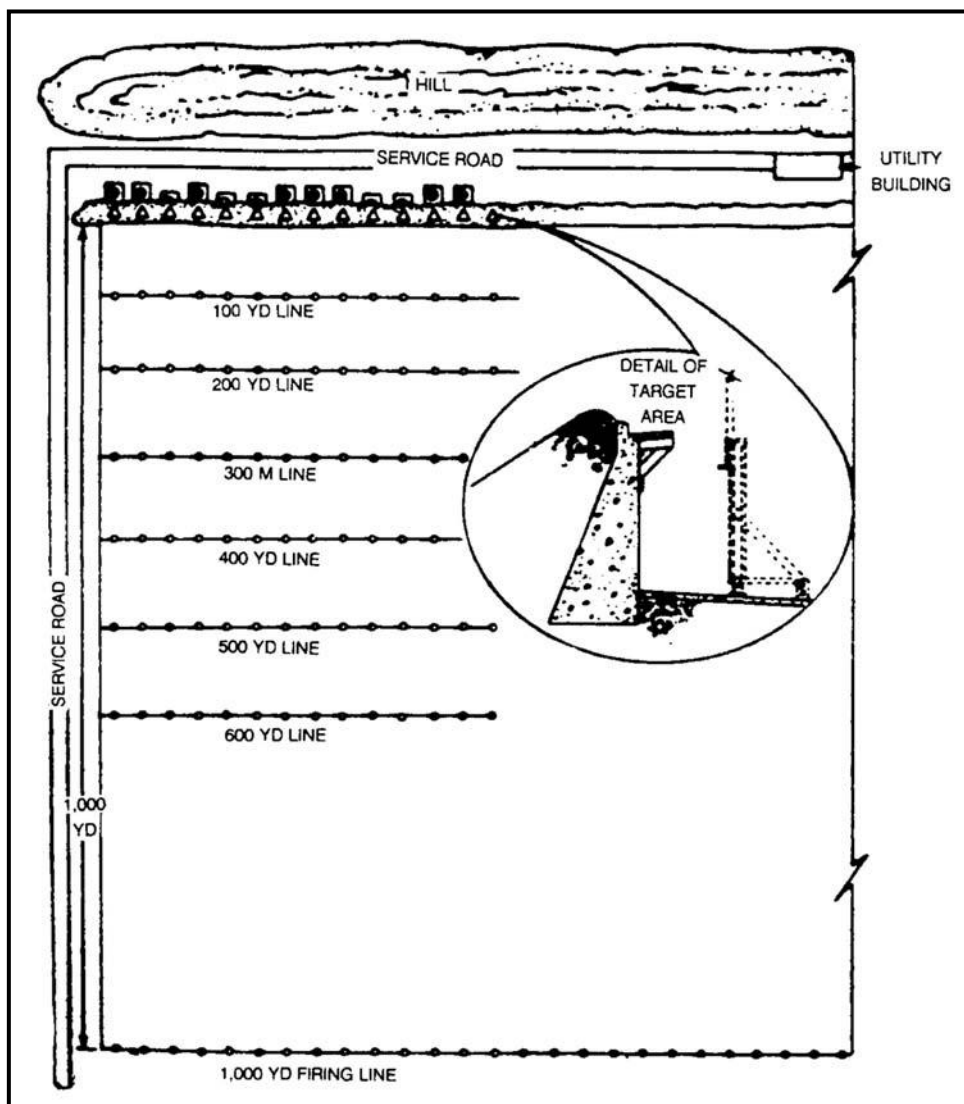 HILL
SERVICE ROAD
UTILITY
BUILDING
100 YD LINE
200 YD LINE
DETAIL OF
TARGET
AREA
300 M LINE
400 YD LINE
500 YD LINE
SERVICE ROAD
600 YD LINE
1,000
YD
1,000 YD FIRING LINE